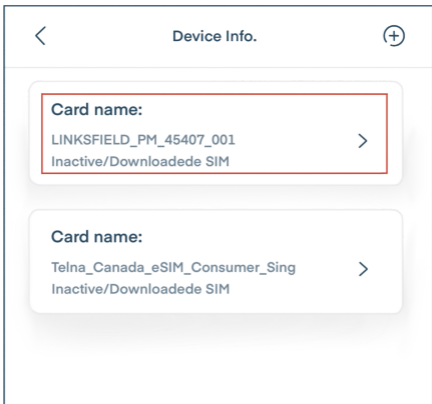 Device Info.
Card name:
LINKSFIELD_PM_45407_001
Inactive/Downloadede SIM
Card name:
Telna_Canada_eSIM_Consumer_Sing
Inactive/Downloadede SIM